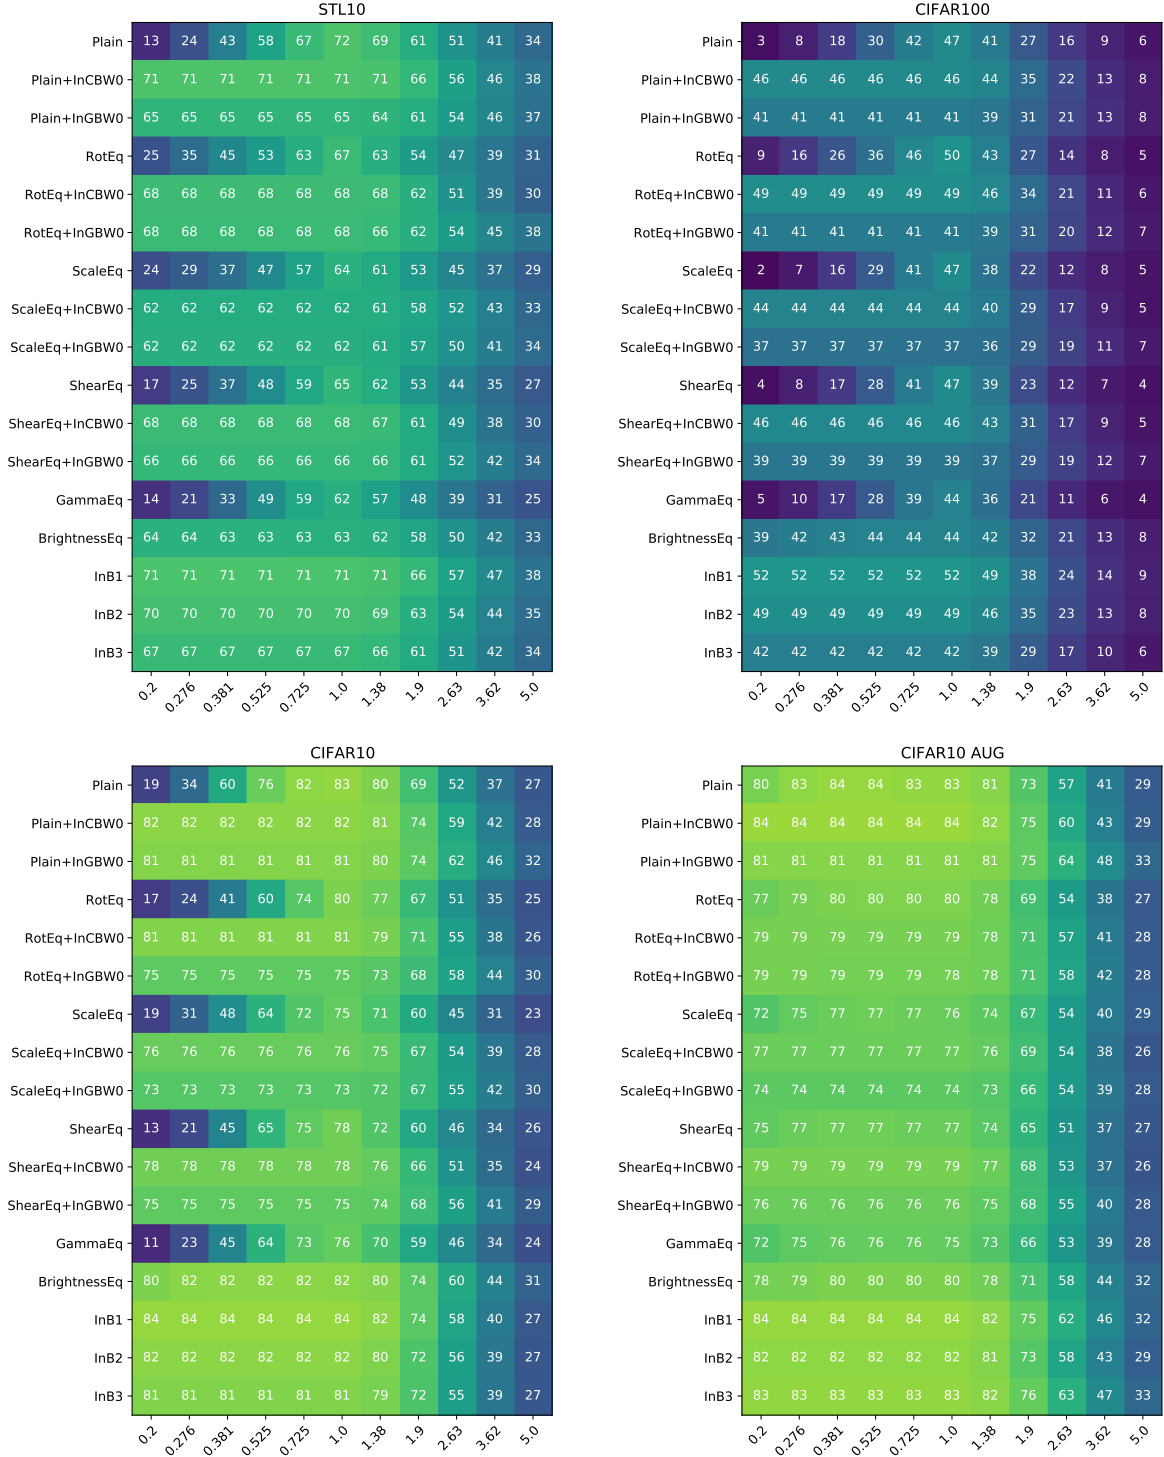 STL10
Plain 13 24 43 58 67 72 69 61 51 41 34
Plain+InCBW0 71 71 71 71 71 71 71 66 56 46 38
Plain+InGBW0 65 65 65 65 65 65 64 61 54 46 37
RotEq 25 35 45 53 63 67 63 54 47 39 31
RotEq+InCBW0 68 68 68 68 68 68 68 62 51 39 30
RotEq+InGBW0 68 68 68 68 68 68 66 62 54 45 38
ScaleEq 24 29 37 47 57 64 61 53 45 37 29
ScaleEq+InCBW0 62 62 62 62 62 62 61 58 52 43 33
ScaleEq+InGBW0 62 62 62 62 62 62 61 57 50 41 34
ShearEq 17 25 37 48 59 65 62 53 44 35 27
ShearEq+InCBW0 68 68 68 68 68 68 67 61 49 38 30
ShearEq+InGBW0 66 66 66 66 66 66 66 61 52 42 34
GammaEq 14 21 33 49 59 62 57 48 39 31 25
BrightnessEq 64 64 63 63 63 63 62 58 50 42 33
InB1 71 71 71 71 71 71 71 66 57 47 38
InB2 70 70 70 70 70 70 69 63 54 44 35
InB3 67 67 67 67 67 67 66 61 51 42 34
0.2 0.276 0.381 0.525 0.725 1.0 1.38 1.9 2.63 3.62 5.0
CIFAR100
Plain 3 8 18 30 42 47 41 27 16 9 6
Plain+InCBW0 46 46 46 46 46 46 44 35 22 13 8
Plain+InGBW0 41 41 41 41 41 41 39 31 21 13 8
RotEq 9 16 26 36 46 50 43 27 14 8 5
RotEq+InCBW0 49 49 49 49 49 49 46 34 21 11 6
RotEq+InGBW0 41 41 41 41 41 41 39 31 20 12 7
ScaleEq 2 7 16 29 41 47 38 22 12 8 5
ScaleEq+InCBW0 44 44 44 44 44 44 40 29 17 9 5
ScaleEq+InGBW0 37 37 37 37 37 37 36 29 19 11 7
ShearEq 4 8 17 28 41 47 39 23 12 7 4
ShearEq+InCBW0 46 46 46 46 46 46 43 31 17 9 5
ShearEq+InGBW0 39 39 39 39 39 39 37 29 19 12 7
GammaEq 5 10 17 28 39 44 36 21 11 6 4
BrightnessEq 39 42 43 44 44 44 42 32 21 13 8
InB1 52 52 52 52 52 52 49 38 24 14 9
InB2 49 49 49 49 49 49 46 35 23 13 8
InB3 42 42 42 42 42 42 39 29 17 10 6
0.2 0.276 0.381 0.525 0.725 1.0 1.38 1.9 2.63 3.62 5.0
CIFAR10
Plain 19 34 60 76 82 83 80 69 52 37 27
Plain+InCBW0 82 82 82 82 82 82 81 74 59 42 28
Plain+InGBW0 81 81 81 81 81 81 80 74 62 46 32
RotEq 17 24 41 60 74 80 77 67 51 35 25
RotEq+InCBW0 81 81 81 81 81 81 79 71 55 38 26
RotEq+InGBW0 75 75 75 75 75 75 73 68 58 44 30
ScaleEq 19 31 48 64 72 75 71 60 45 31 23
ScaleEq+InCBW0 76 76 76 76 76 76 75 67 54 39 28
ScaleEq+InGBW0 73 73 73 73 73 73 72 67 55 42 30
ShearEq 13 21 45 65 75 78 72 60 46 34 26
ShearEq+InCBW0 78 78 78 78 78 78 76 66 51 35 24
ShearEq+InGBW0 75 75 75 75 75 75 74 68 56 41 29
GammaEq 11 23 45 64 73 76 70 59 46 34 24
BrightnessEq 80 82 82 82 82 82 80 74 60 44 31
InB1 84 84 84 84 84 84 82 74 58 40 27
InB2 82 82 82 82 82 82 80 72 56 39 27
InB3 81 81 81 81 81 81 79 72 55 39 27
0.2 0.276 0.381 0.525 0.725 1.0 1.38 1.9 2.63 3.62 5.0
CIFAR10 AUG
Plain 80 83 84 84 83 83 81 73 57 41 29
Plain+InCBW0 84 84 84 84 84 84 82 75 60 43 29
Plain+InGBW0 81 81 81 81 81 81 81 75 64 48 33
RotEq 77 79 80 80 80 80 78 69 54 38 27
RotEq+InCBW0 79 79 79 79 79 79 78 71 57 41 28
RotEq+InGBW0 79 79 79 79 79 78 78 71 58 42 28
ScaleEq 72 75 77 77 77 76 74 67 54 40 29
ScaleEq+InCBW0 77 77 77 77 77 77 76 69 54 38 26
ScaleEq+InGBW0 74 74 74 74 74 74 73 66 54 39 28
ShearEq 75 77 77 77 77 77 74 65 51 37 27
ShearEq+InCBW0 79 79 79 79 79 79 77 68 53 37 26
ShearEq+InGBW0 76 76 76 76 76 76 75 68 55 40 28
GammaEq 72 75 76 76 76 75 73 66 53 39 28
BrightnessEq 78 79 80 80 80 80 78 71 58 44 32
InB1 84 84 84 84 84 84 82 75 62 46 32
InB2 82 82 82 82 82 82 81 73 58 43 29
InB3 83 83 83 83 83 83 82 76 63 47 33
0.2 0.276 0.381 0.525 0.725 1.0 1.38 1.9 2.63 3.62 5.0